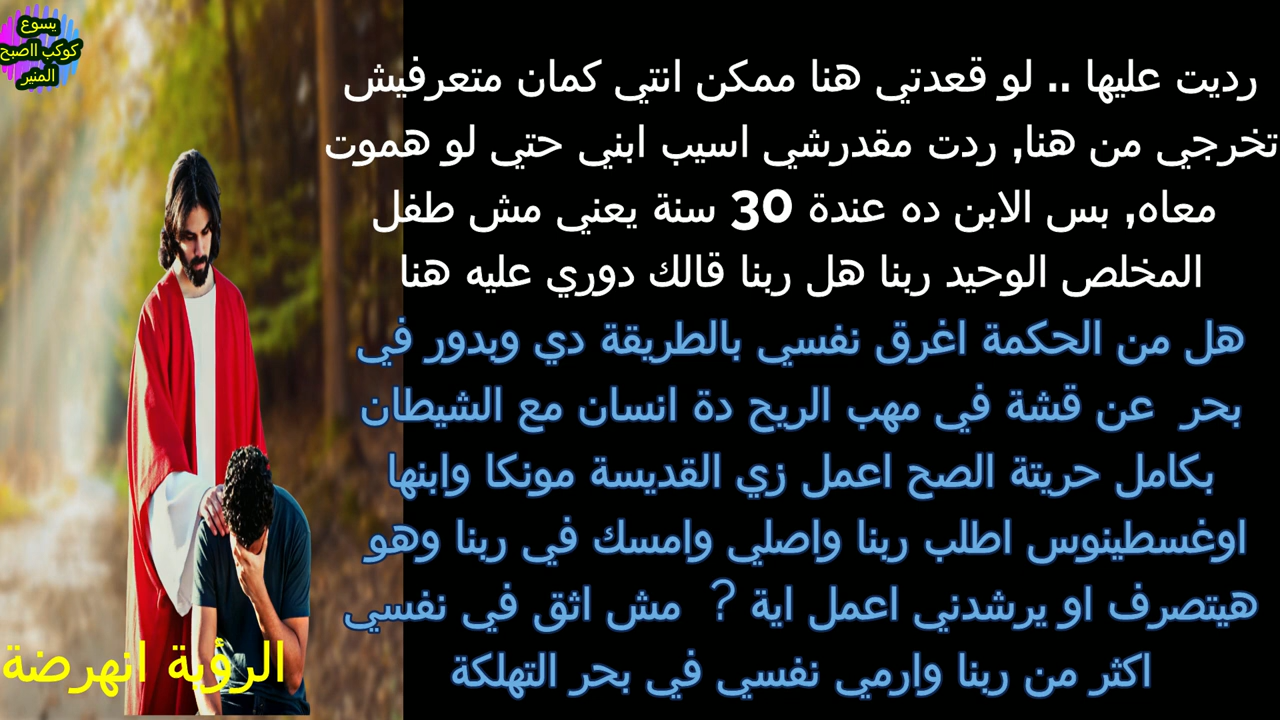 يسوع
كوكب ااصبح
المنير
رديت عليها .. لو قعدتي هنا ممكن انتي كمان متعرفيش
تخرجي من هنا, ردت مقدرشي اسيب ابني حتي لو هموت
معاه, بس الابن ده عندة 30 سنة يعني مش طفل
المخلص الوحيد ربنا هل ربنا قالك دوري عليه هنا
هل من الحكمة اغرق نفسي بالطريقة دي وبدور في
بحر عن قشة في مهب الريح دة انسان مع الشيطان
بكامل حريتة الصح اعمل زي القديسة مونكا وابنها
اوغسطينوس اطلب ربنا واصلي وامسك في ربنا وهو
هيتصرف او يرشدني اعمل اية ? مش اثق في نفسي
اكثر من ربنا وارمي نفسي في بحر التهلكة
الرؤية انهرضة